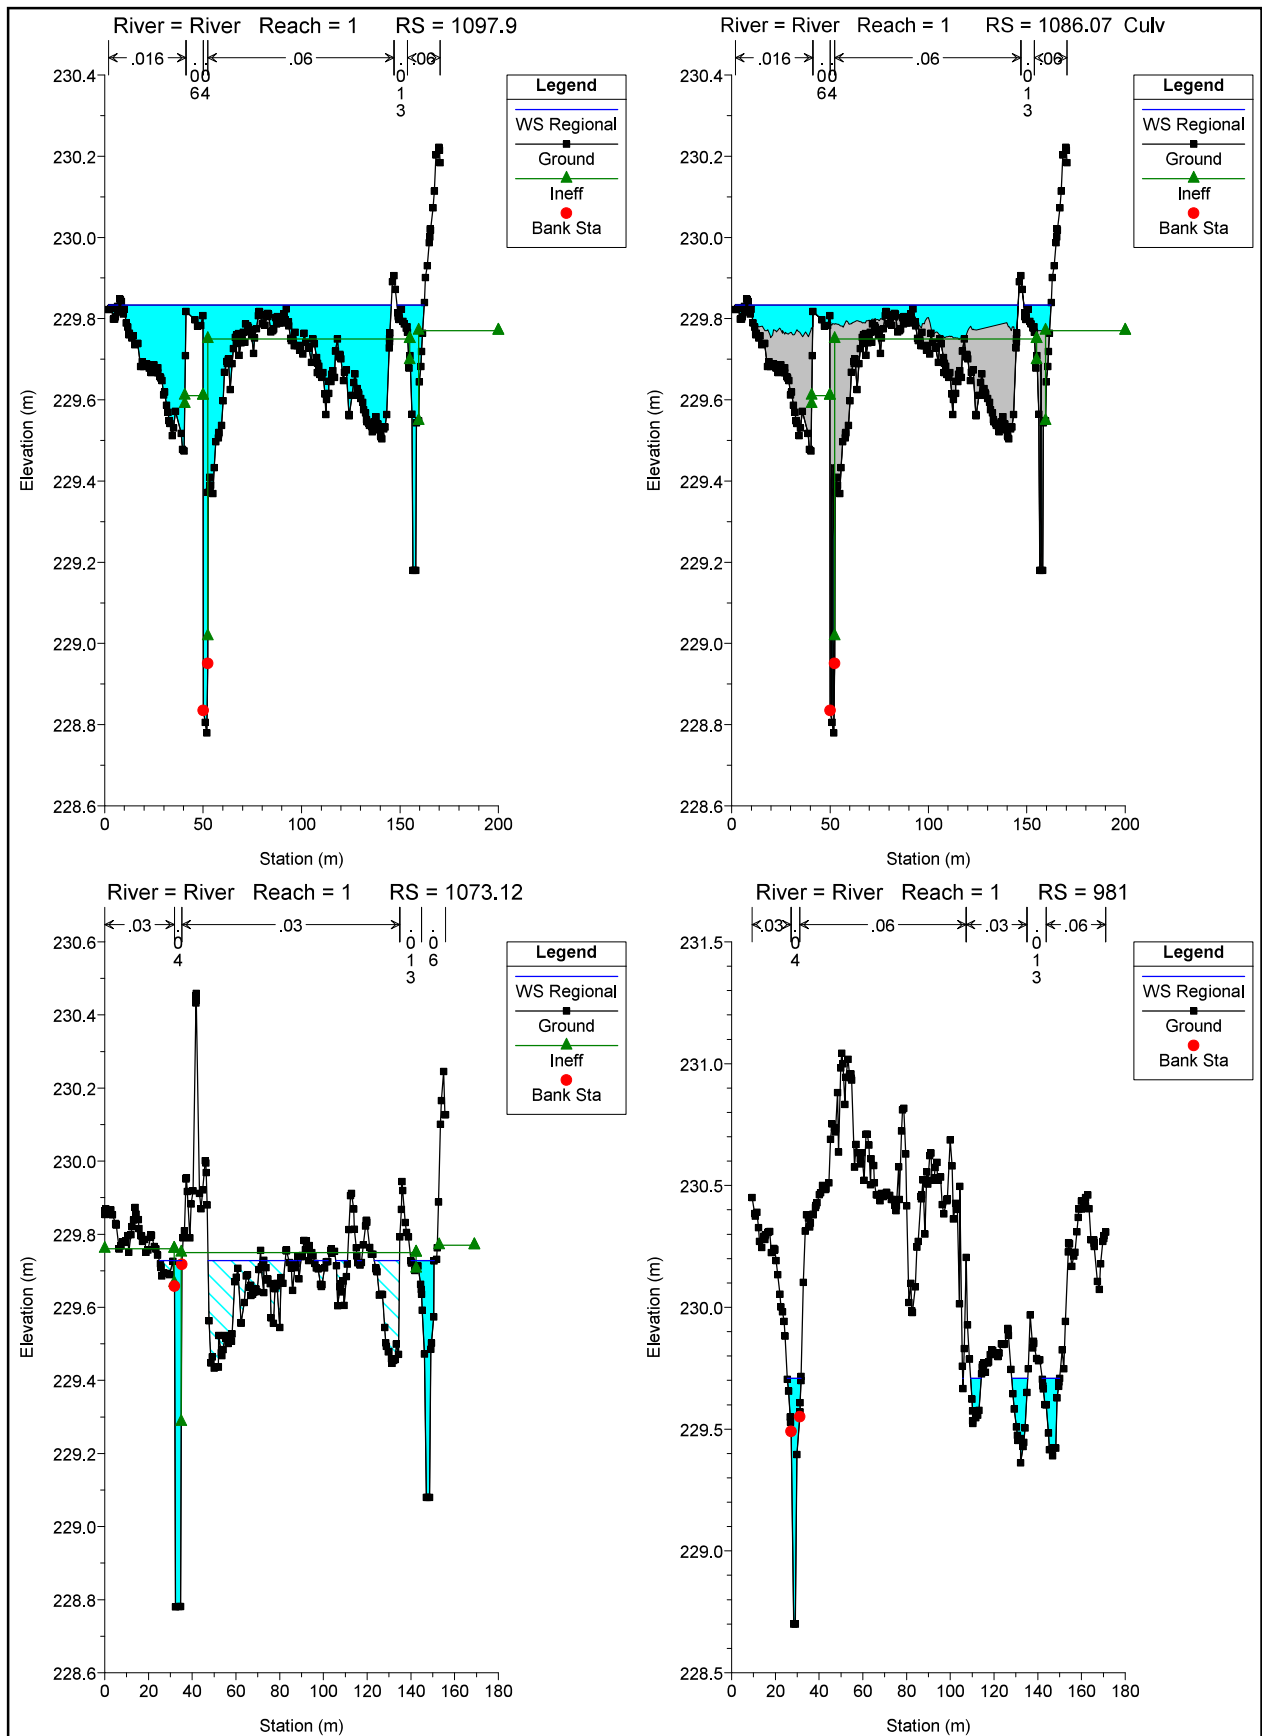 River = River Reach = 1 RS = 1097.9
.016 . . .06 . .06
0 0 0
6 4 1
3
230.4
230.2
230.0
229.8
229.6
229.4
229.2
229.0
228.8
228.6
0 50 100 150 200
Station (m)
Elevation (m)
Legend
WS Regional
Ground
Ineff
Bank Sta
River = River Reach = 1 RS = 1086.07 Culv
.016 . . .06 . .06
0 0 0
6 4 1
3
230.4
230.2
230.0
229.8
229.6
229.4
229.2
229.0
228.8
228.6
0 50 100 150 200
Station (m)
Elevation (m)
Legend
WS Regional
Ground
Ineff
Bank Sta
River = River Reach = 1 RS = 1073.12
.03 . .03 . .
0 0 0
4 1 6
3
230.6
230.4
230.2
230.0
229.8
229.6
229.4
229.2
229.0
228.8
228.6
0 20 40 60 80 100 120 140 160 180
Station (m)
Elevation (m)
Legend
WS Regional
Ground
Ineff
Bank Sta
River = River Reach = 1 RS = 981
.03 . .06 .03 . .06
0 0
4 1
3
231.5
231.0
230.5
230.0
229.5
229.0
228.5
0 20 40 60 80 100 120 140 160 180
Station (m)
Elevation (m)
Legend
WS Regional
Ground
Bank Sta